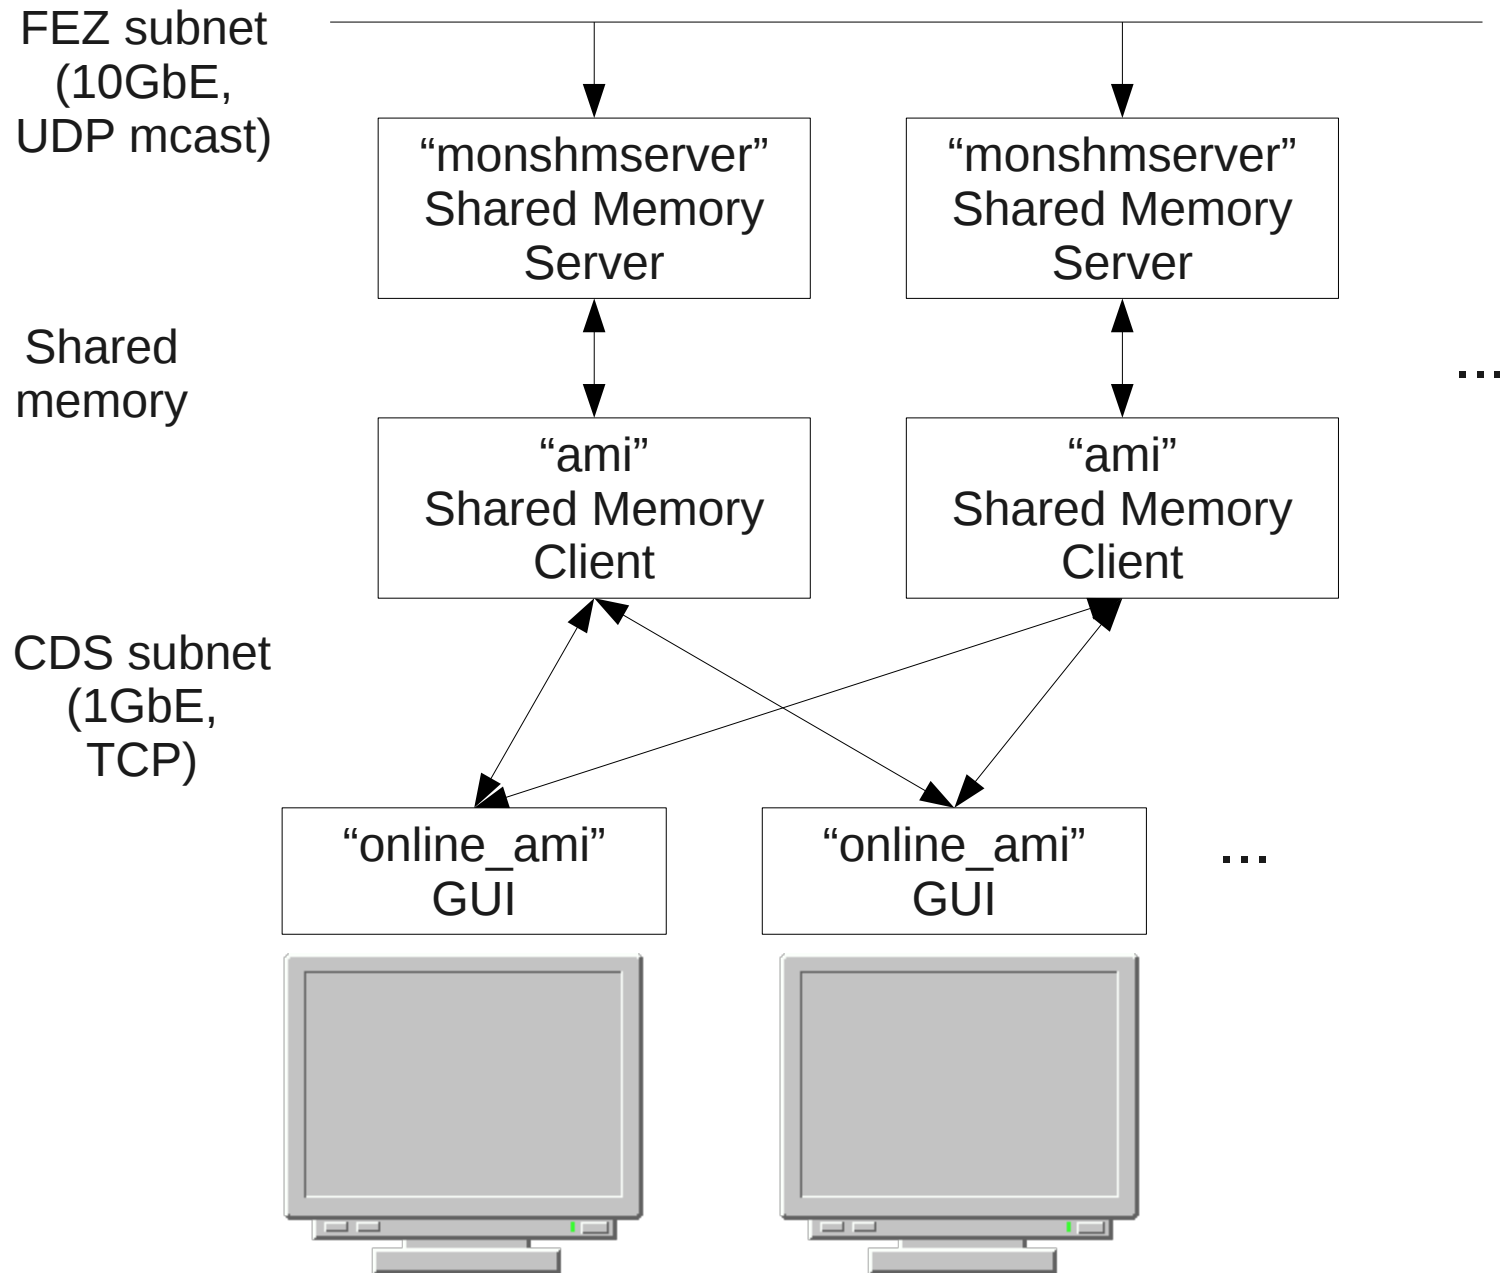 FEZ subnet
(10GbE,
UDP mcast)
“monshmserver”
Shared Memory
Server
“monshmserver”
Shared Memory
Server
Shared
memory
...
“ami”
Shared Memory
Client
“ami”
Shared Memory
Client
CDS subnet
(1GbE,
TCP)
“online_ami”
GUI
“online_ami”
GUI
...